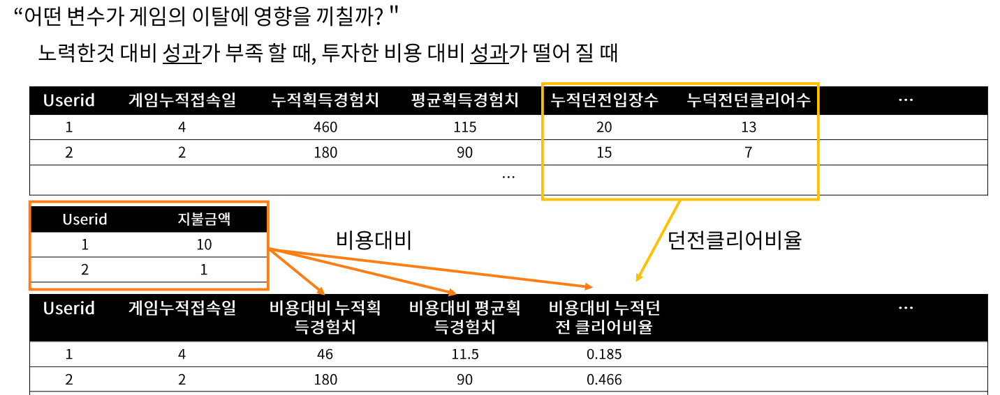 “어떤 변수가 게임의 이탈에 영향을 끼칠까? "
노력한것 대비 성과가 부족 할 때, 투자한 비용 대비 성과가 떨어 질 때
Userid 게임누적접속일 누적획득경험치 평균획득경험치 누적던전입장수 누덕전던클리어수 …
1 4 460 115 20 13
2 2 180 90 15 7
…
Userid 지불금액
1 10
2 1
비용대비
던전클리어비율
Userid 게임누적접속일 비용대비 누적획 비용대비 평균획 비용대비 누적던 …
득경험치 득경험치 전 클리어비율
1 4 46 11.5 0.185
2 2 180 90 0.466